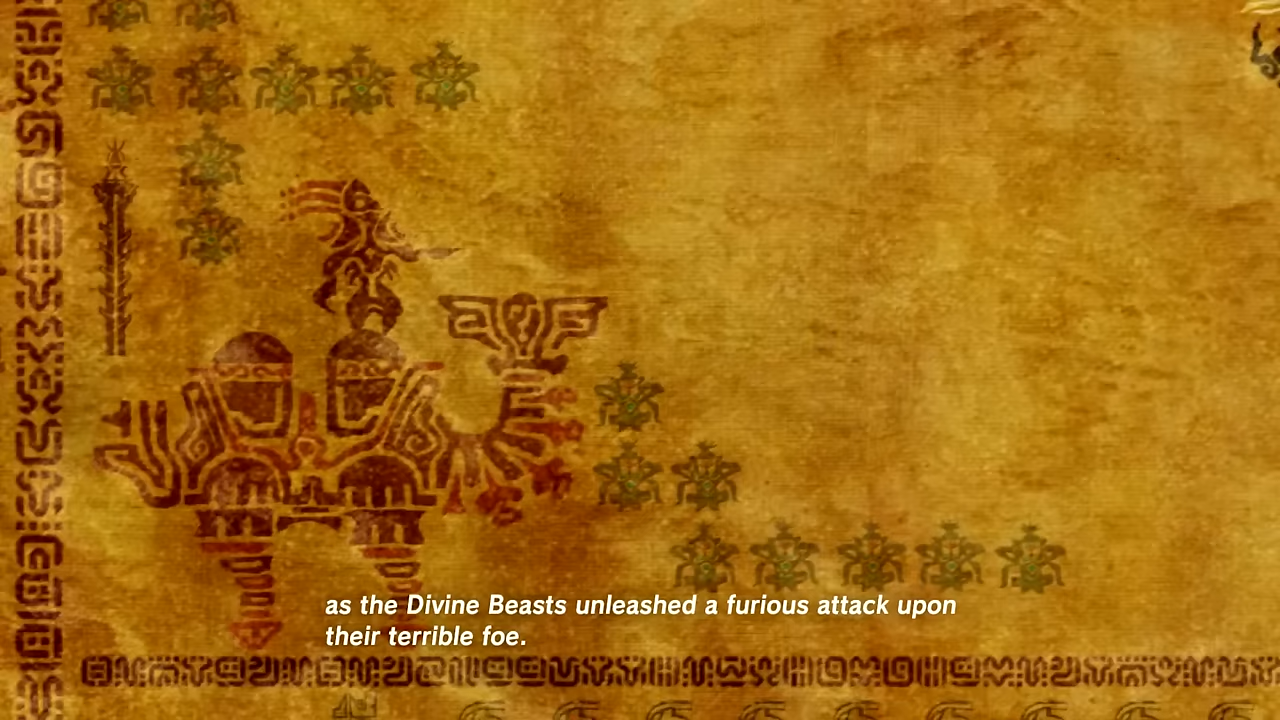 as the Divine Beasts unleashed a furious attack upon
their terrible foe.